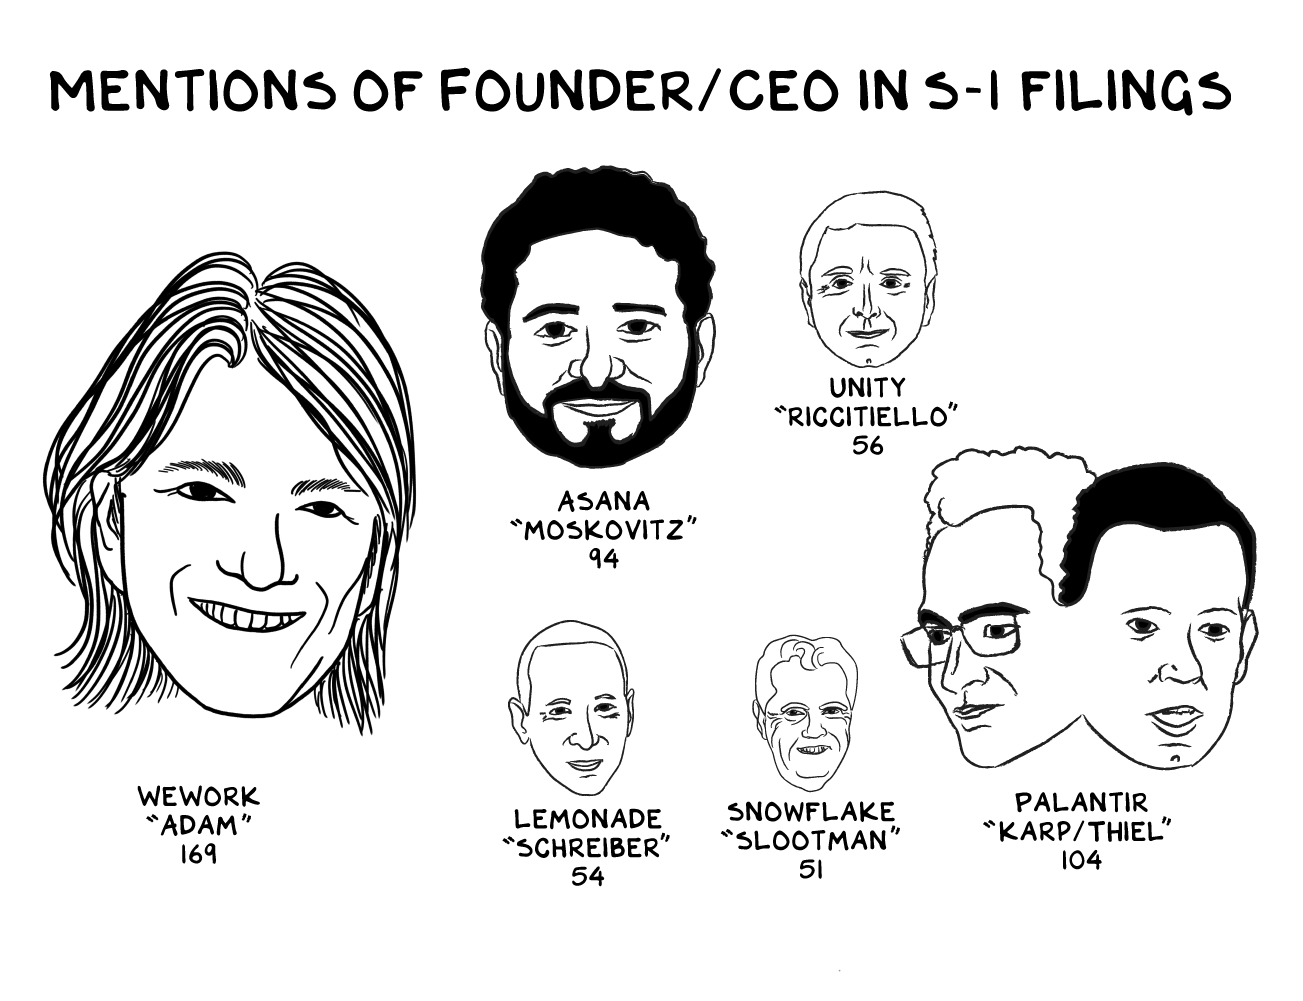 MENTIONS OF FOUNDER/CEO IN S-1 FILINGS
WEWORK
"ADAM"
169
ASANA
"MOSKOVITZ"
94
UNITY
"RICCITIELLO"
56
LEMONADE
"SCHREIBER"
54
SNOWFLAKE
"SLOOTMAN"
51
PALANTIR
"KARP/THIEL"
104